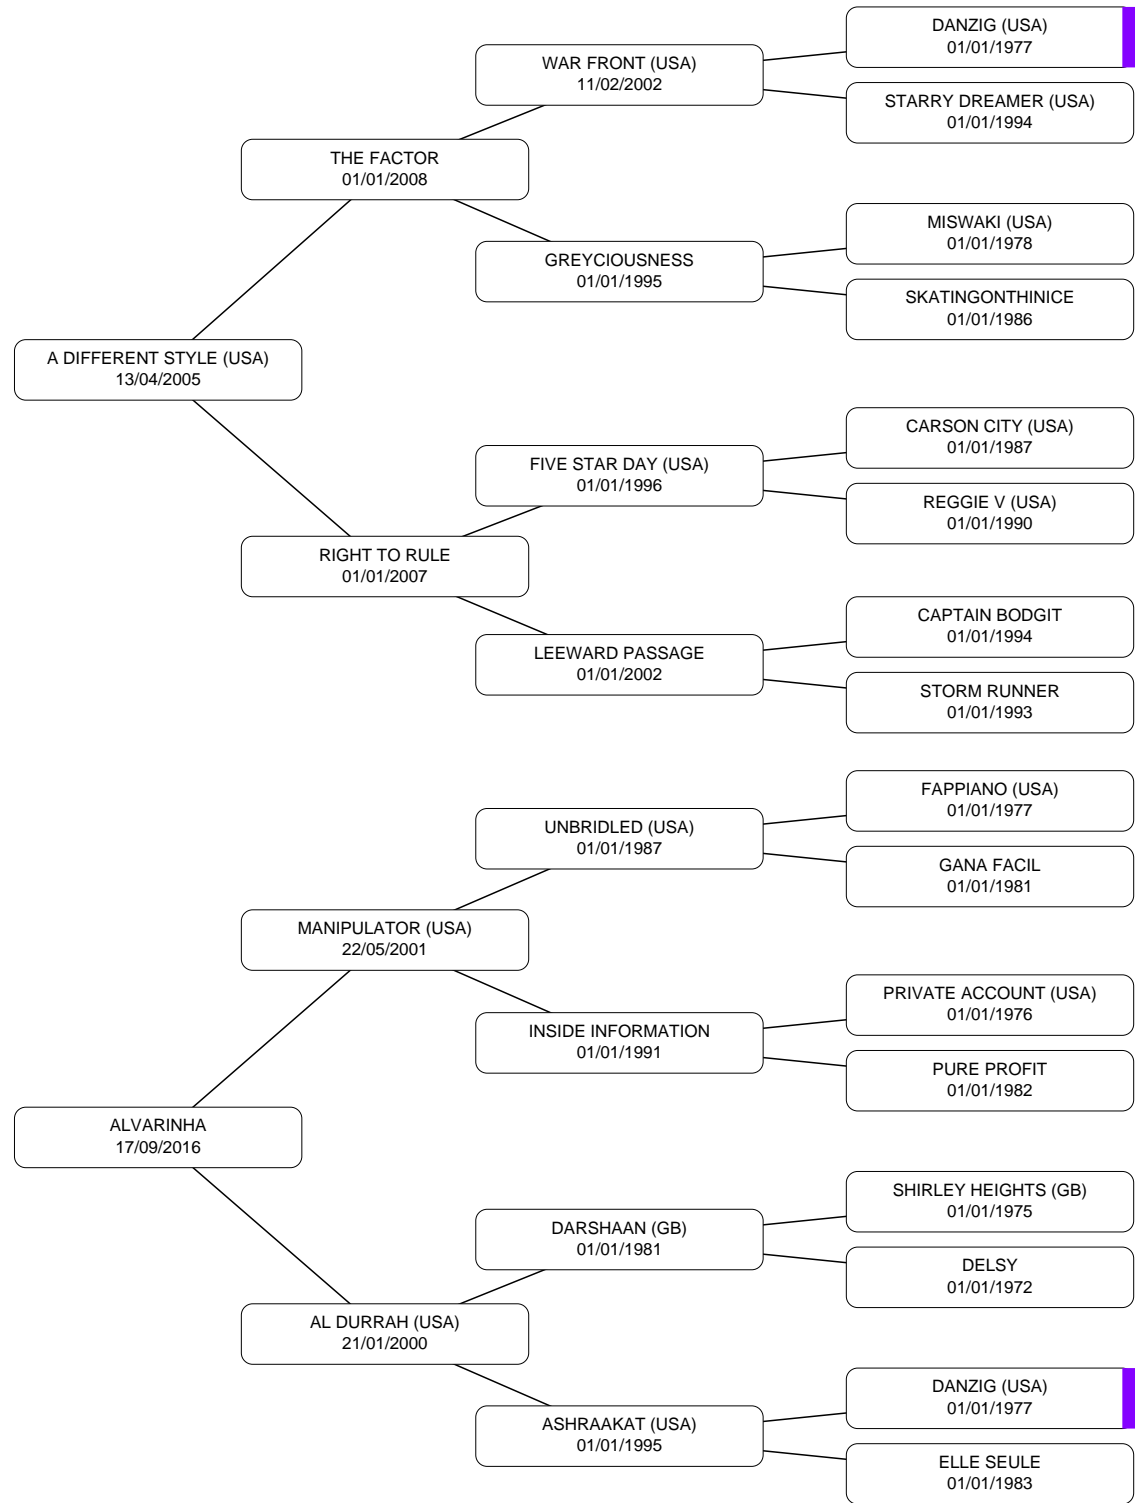 DANZIG (USA)
01/01/1977
WAR FRONT (USA)
11/02/2002
STARRY DREAMER (USA)
01/01/1994
THE FACTOR
01/01/2008
MISWAKI (USA)
01/01/1978
GREYCIOUSNESS
01/01/1995
SKATINGONTHINICE
01/01/1986
A DIFFERENT STYLE (USA)
13/04/2005
CARSON CITY (USA)
01/01/1987
FIVE STAR DAY (USA)
01/01/1996
REGGIE V (USA)
01/01/1990
RIGHT TO RULE
01/01/2007
CAPTAIN BODGIT
01/01/1994
LEEWARD PASSAGE
01/01/2002
STORM RUNNER
01/01/1993
FAPPIANO (USA)
01/01/1977
UNBRIDLED (USA)
01/01/1987
GANA FACIL
01/01/1981
MANIPULATOR (USA)
22/05/2001
PRIVATE ACCOUNT (USA)
01/01/1976
INSIDE INFORMATION
01/01/1991
PURE PROFIT
01/01/1982
ALVARINHA
17/09/2016
SHIRLEY HEIGHTS (GB)
01/01/1975
DARSHAAN (GB)
01/01/1981
DELSY
01/01/1972
AL DURRAH (USA)
21/01/2000
DANZIG (USA)
01/01/1977
ASHRAAKAT (USA)
01/01/1995
ELLE SEULE
01/01/1983